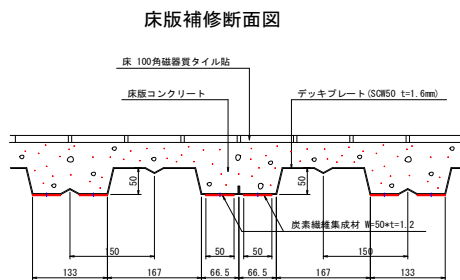 床版補修断面図
床 100角磁器質タイル貼
床版コンクリート
デッキプレート(SCW50 t=1.6mm)
50
50
炭素繊維集成材 W=50*t=1.2
150
50
50
150
133
167
66.5
66.5
167
133